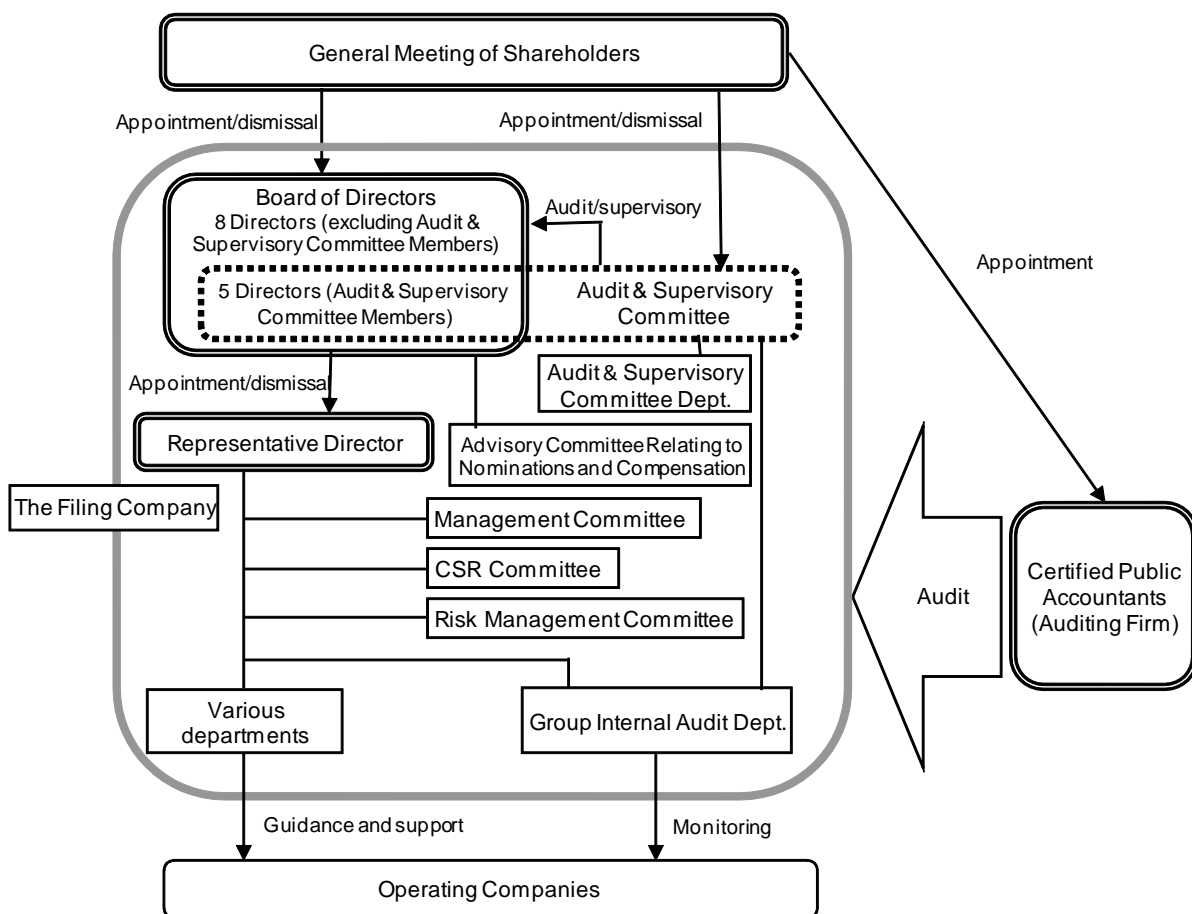 General Meeting of Shareholders
Appointment/dismissal
Appointment/dismissal
Board of Directors
8 Directors (excluding Audit &
Supervisory Committee Members)
Audit/supervisory
Appointment
5 Directors (Audit & Supervisory
Committee Members)
Audit & Supervisory
Committee
Appointment/dismissal
Audit & Supervisory
Committee Dept.
Representative Director
Advisory Committee Relating to
Nominations and Compensation
The Filing Company
Management Committee
CSR Committee
Risk Management Committee
Audit
Certified Public
Accountants
(Auditing Firm)
Various
departments
Group Internal Audit Dept.
Guidance and support
Monitoring
Operating Companies